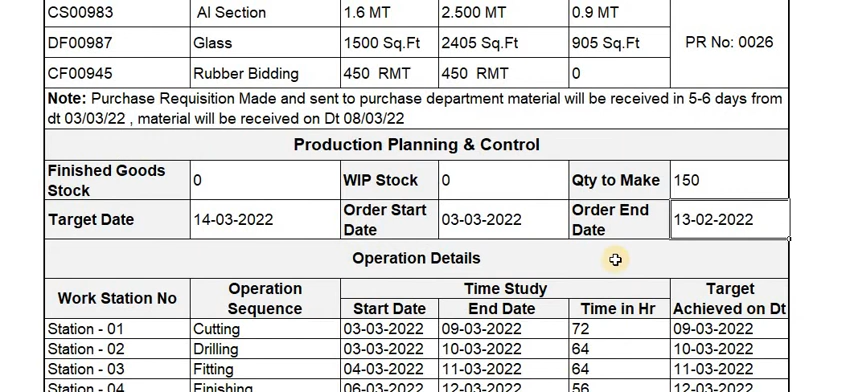 CS00983 Al Section 1.6 MT 2.500 MT 0.9 MT
DF00987 Glass 1500 Sq.Ft 2405 Sq.Ft 905 Sq.Ft PR No: 0026
CF00945 Rubber Bidding 450 RMT 450 RMT 0
Note: Purchase Requisition Made and sent to purchase department material will be received in 5-6 days from
dt 03/03/22 , material will be received on Dt 08/03/22
Production Planning & Control
Finished Goods Stock 0 WIP Stock 0 Qty to Make 150
Target Date 14-03-2022 Order Start Date 03-03-2022 Order End Date 13-02-2022
Operation Details
Work Station No Operation Sequence Time Study Target Achieved on Dt
Start Date End Date Time in Hr
Station - 01 Cutting 03-03-2022 09-03-2022 72 09-03-2022
Station - 02 Drilling 03-03-2022 10-03-2022 64 10-03-2022
Station - 03 Fitting 04-03-2022 11-03-2022 64 11-03-2022
Station - 04 Finishing 06-03-2022 12-03-2022 56 12-03-2022